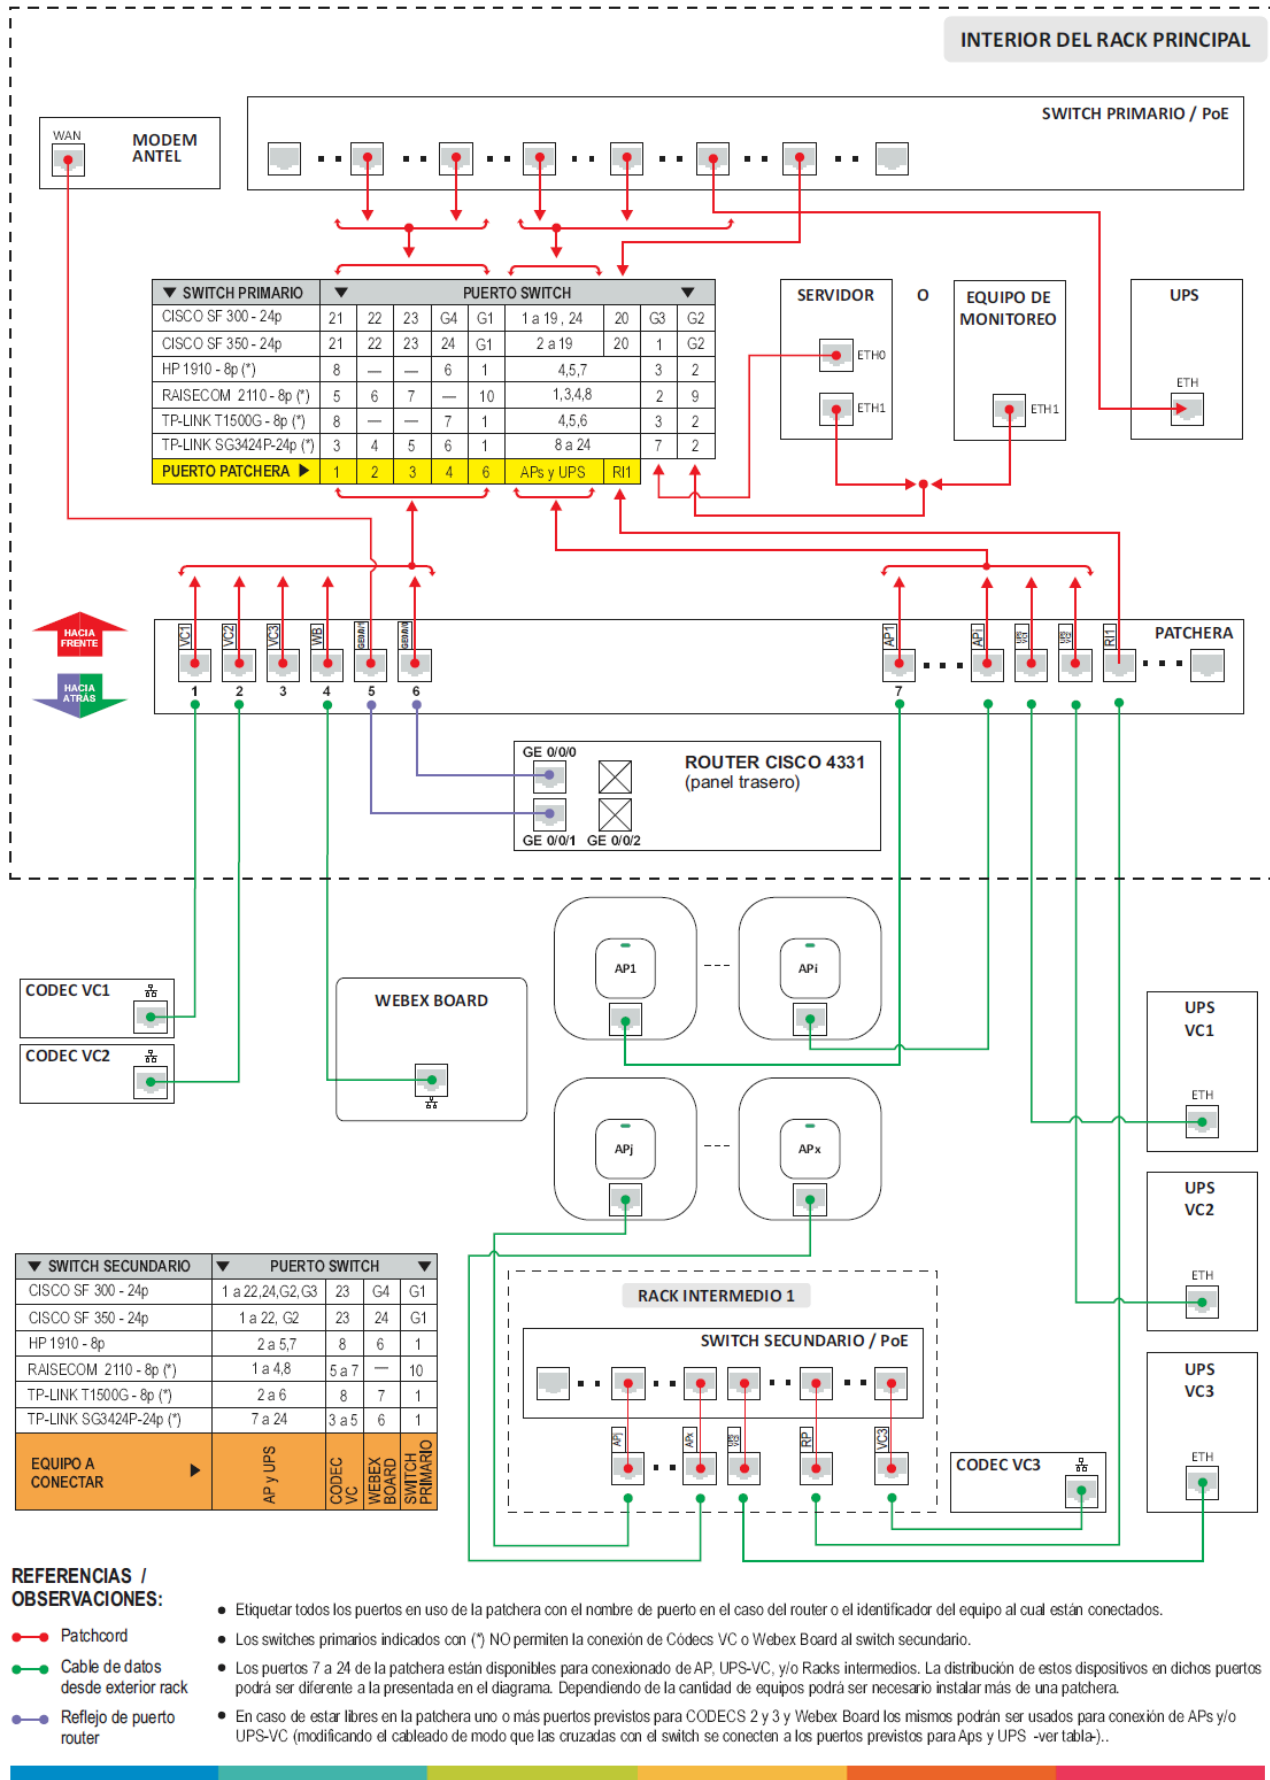 INTERIOR DEL RACK PRINCIPAL
SWITCH PRIMARIO / PoE
WAN
MODEM
ANTEL
▼ SWITCH PRIMARIO ▼ PUERTO SWITCH ▼
CISCO SF 300 - 24p 21 22 23 G4 G1 1 a 19 , 24 20 G3 G2
CISCO SF 350 - 24p 21 22 23 24 G1 2 a 19 20 1 G2
HP 1910 - 8p (*) 8 — — 6 1 4,5,7 3 2
RAISECOM 2110 - 8p (*) 5 6 7 — 10 1,3,4,8 2 9
TP-LINK T1500G - 8p (*) 8 — — 7 1 4,5,6 3 2
TP-LINK SG3424P-24p (*) 3 4 5 6 1 8 a 24 7 2
PUERTO PATCHERA ▶ 1 2 3 4 6 APs y UPS RI1
SERVIDOR
ETH0
ETH1
O
EQUIPO DE
MONITOREO
ETH1
UPS
ETH
HACIA
FRENTE
HACIA
ATRÁS
PATCHERA
VC1 VC2 VC3 WB GE0/0/1 GE0/0/0 AP1 APi UPS VC1 UPS VC2 RI1
1 2 3 4 5 6 7
GE 0/0/0
ROUTER CISCO 4331
(panel trasero)
GE 0/0/1 GE 0/0/2
CODEC VC1
CODEC VC2
WEBEX BOARD
AP1
APi
APj
APx
UPS
VC1
ETH
UPS
VC2
ETH
UPS
VC3
ETH
▼ SWITCH SECUNDARIO ▼ PUERTO SWITCH ▼
CISCO SF 300 - 24p 1 a 22,24,G2,G3 23 G4 G1
CISCO SF 350 - 24p 1 a 22, G2 23 24 G1
HP 1910 - 8p 2 a 5,7 8 6 1
RAISECOM 2110 - 8p (*) 1 a 4,8 5 a 7 — 10
TP-LINK T1500G - 8p (*) 2 a 6 8 7 1
TP-LINK SG3424P-24p (*) 7 a 24 3 a 5 6 1
EQUIPO A
CONECTAR ▶
AP y UPS
CODEC
VC
WEBEX
BOARD
SWITCH
PRIMARIO
RACK INTERMEDIO 1
SWITCH SECUNDARIO / PoE
APj APx RP VC3
CODEC VC3
REFERENCIAS /
OBSERVACIONES:
Patchcord
Cable de datos
desde exterior rack
Reflejo de puerto
router
● Etiquetar todos los puertos en uso de la patchera con el nombre de puerto en el caso del router o el identificador del equipo al cual están conectados.
● Los switches primarios indicados con (*) NO permiten la conexión de Códecs VC o Webex Board al switch secundario.
● Los puertos 7 a 24 de la patchera están disponibles para conexionado de AP, UPS-VC, y/o Racks intermedios. La distribución de estos dispositivos en dichos puertos
podrá ser diferente a la presentada en el diagrama. Dependiendo de la cantidad de equipos podrá ser necesario instalar más de una patchera.
● En caso de estar libres en la patchera uno o más puertos previstos para CODECS 2 y 3 y Webex Board los mismos podrán ser usados para conexión de APs y/o
UPS-VC (modificando el cableado de modo que las cruzadas con el switch se conecten a los puertos previstos para Aps y UPS -ver tabla-)..